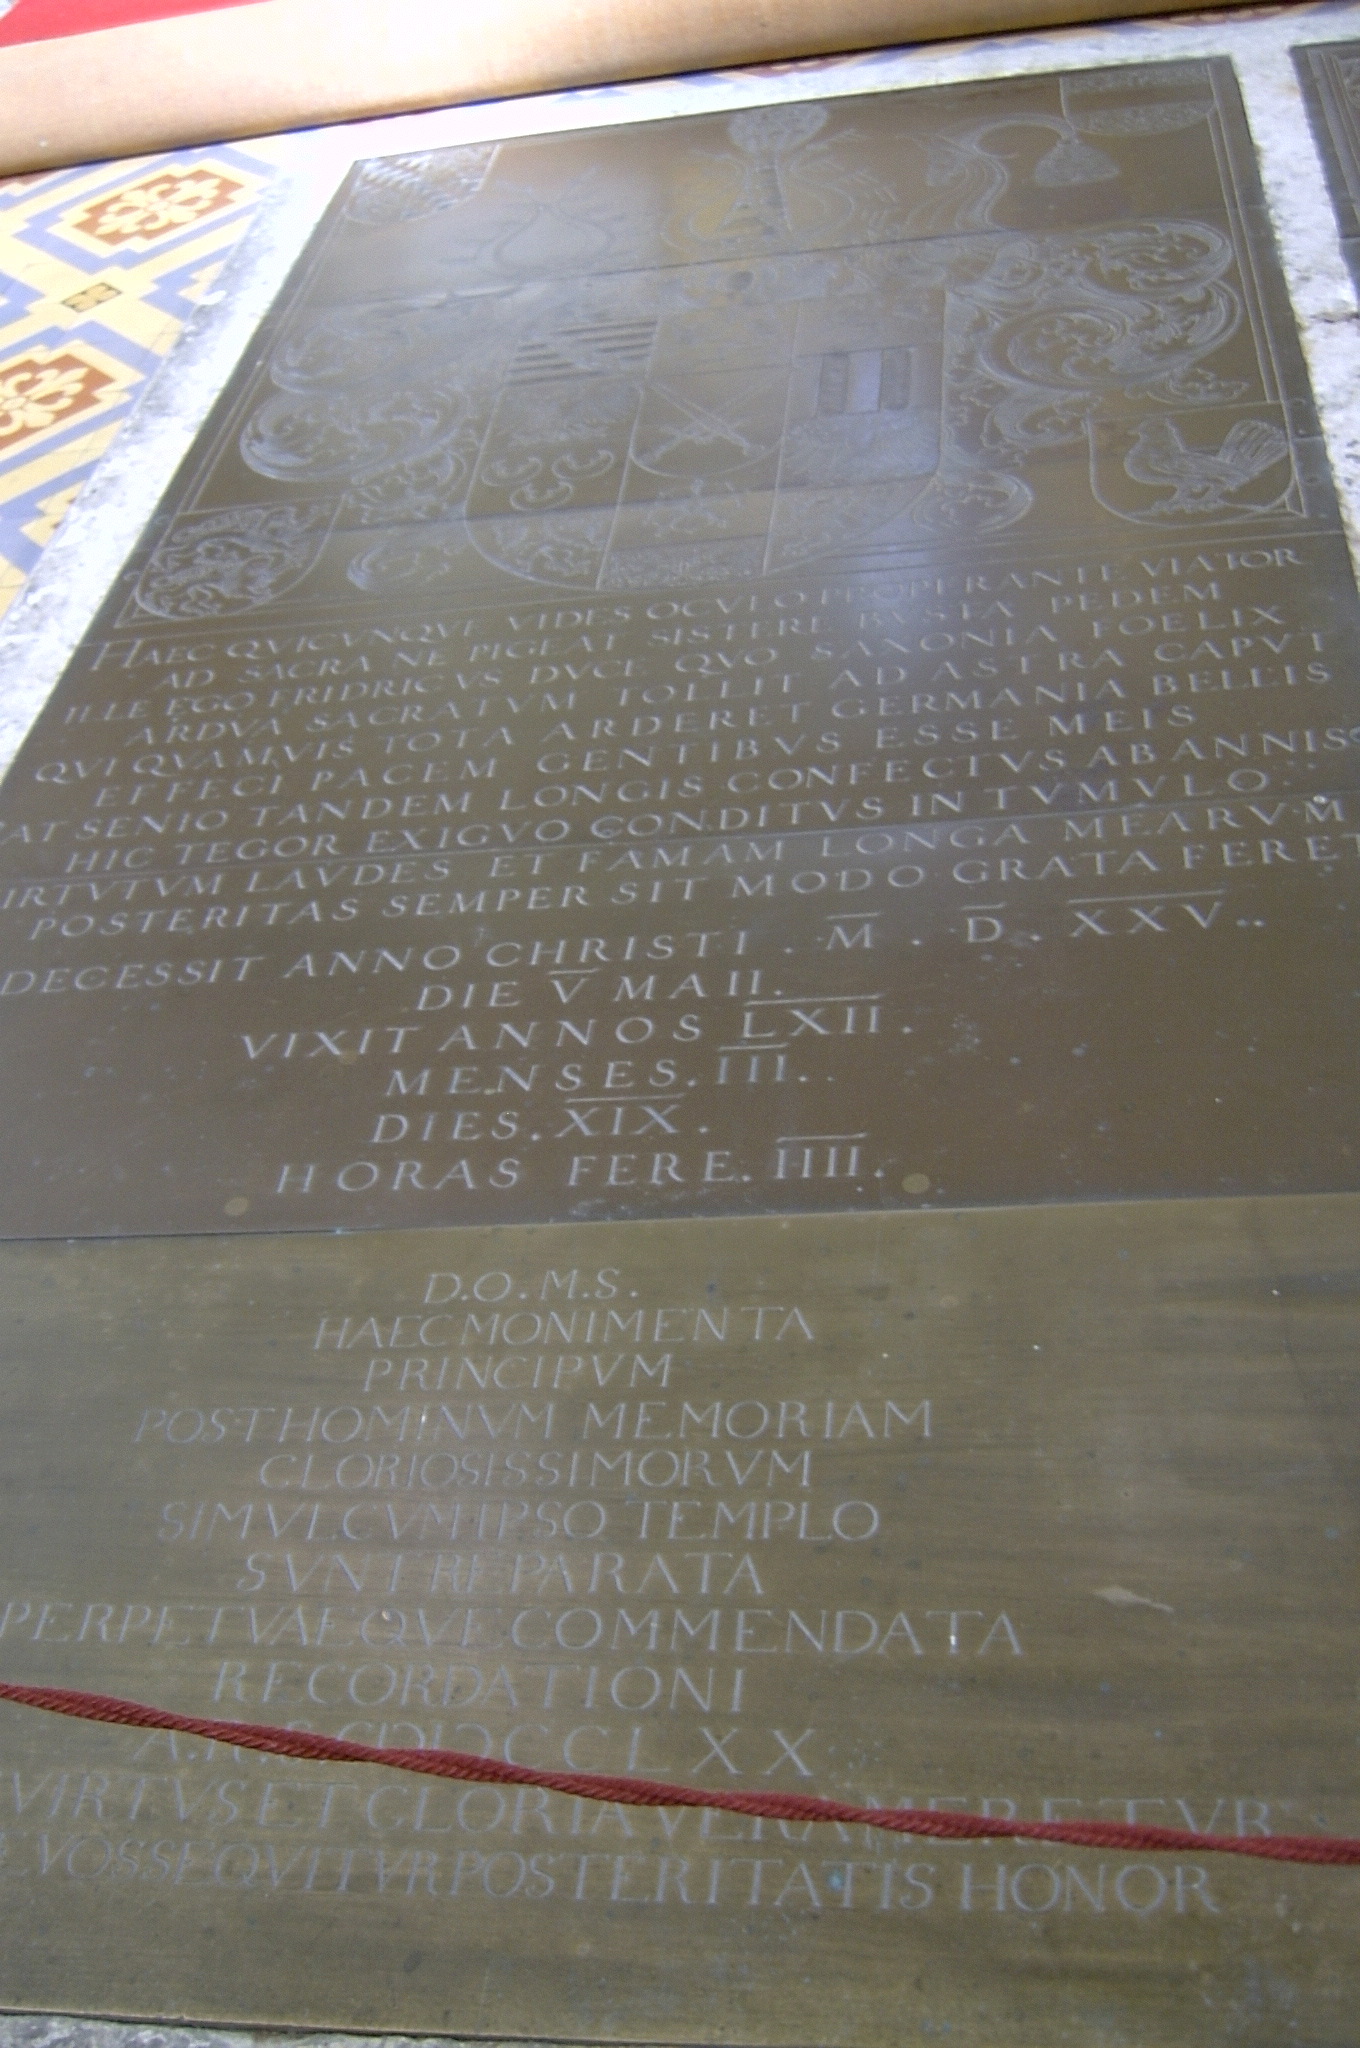 HAEC QVICVNQVE VIDES OCVLO PROPERANTE VIATOR
AD SACRA NE PIGEAT SISTERE BVSTA PEDEM
ILLE EGO FRIDRICVS DVCE QVO SAXONIA FOELIX
ARDVA SACRATVM TOLLIT AD ASTRA CAPVT
QVI QVAMVIS TOTA ARDERET GERMANIA BELLIS
EFFECI PACEM GENTIBVS ESSE MEIS
AT SENIO TANDEM LONGIS CONFECTVS AB ANNIS
HIC TEGOR EXIGVO CONDITVS IN TVMVLO
IRTVTVM LAVDES ET FAMAM LONGA MEARVM
POSTERITAS SEMPER SIT MODO GRATA FERET
DECESSIT ANNO CHRISTI . M . D . XXV..
DIE V MAII.
VIXIT ANNOS LXII.
MENSES. III..
DIES. XIX.
HORAS FERE. IIII.
D.O.M.S.
HAEC MONIMENTA
PRINCIPVM
POST HOMINVM MEMORIAM
GLORIOSISSIMORVM
SIMVL CVM IPSO TEMPLO
SVNT REPARATA
PERPETVAEQVE COMMENDATA
RECORDATIONI
A.R.S. CIƆIƆCCLXX
VIRTVS ET GLORIA VERA MERETVR
VOS SEQVITVR POSTERITATIS HONOR